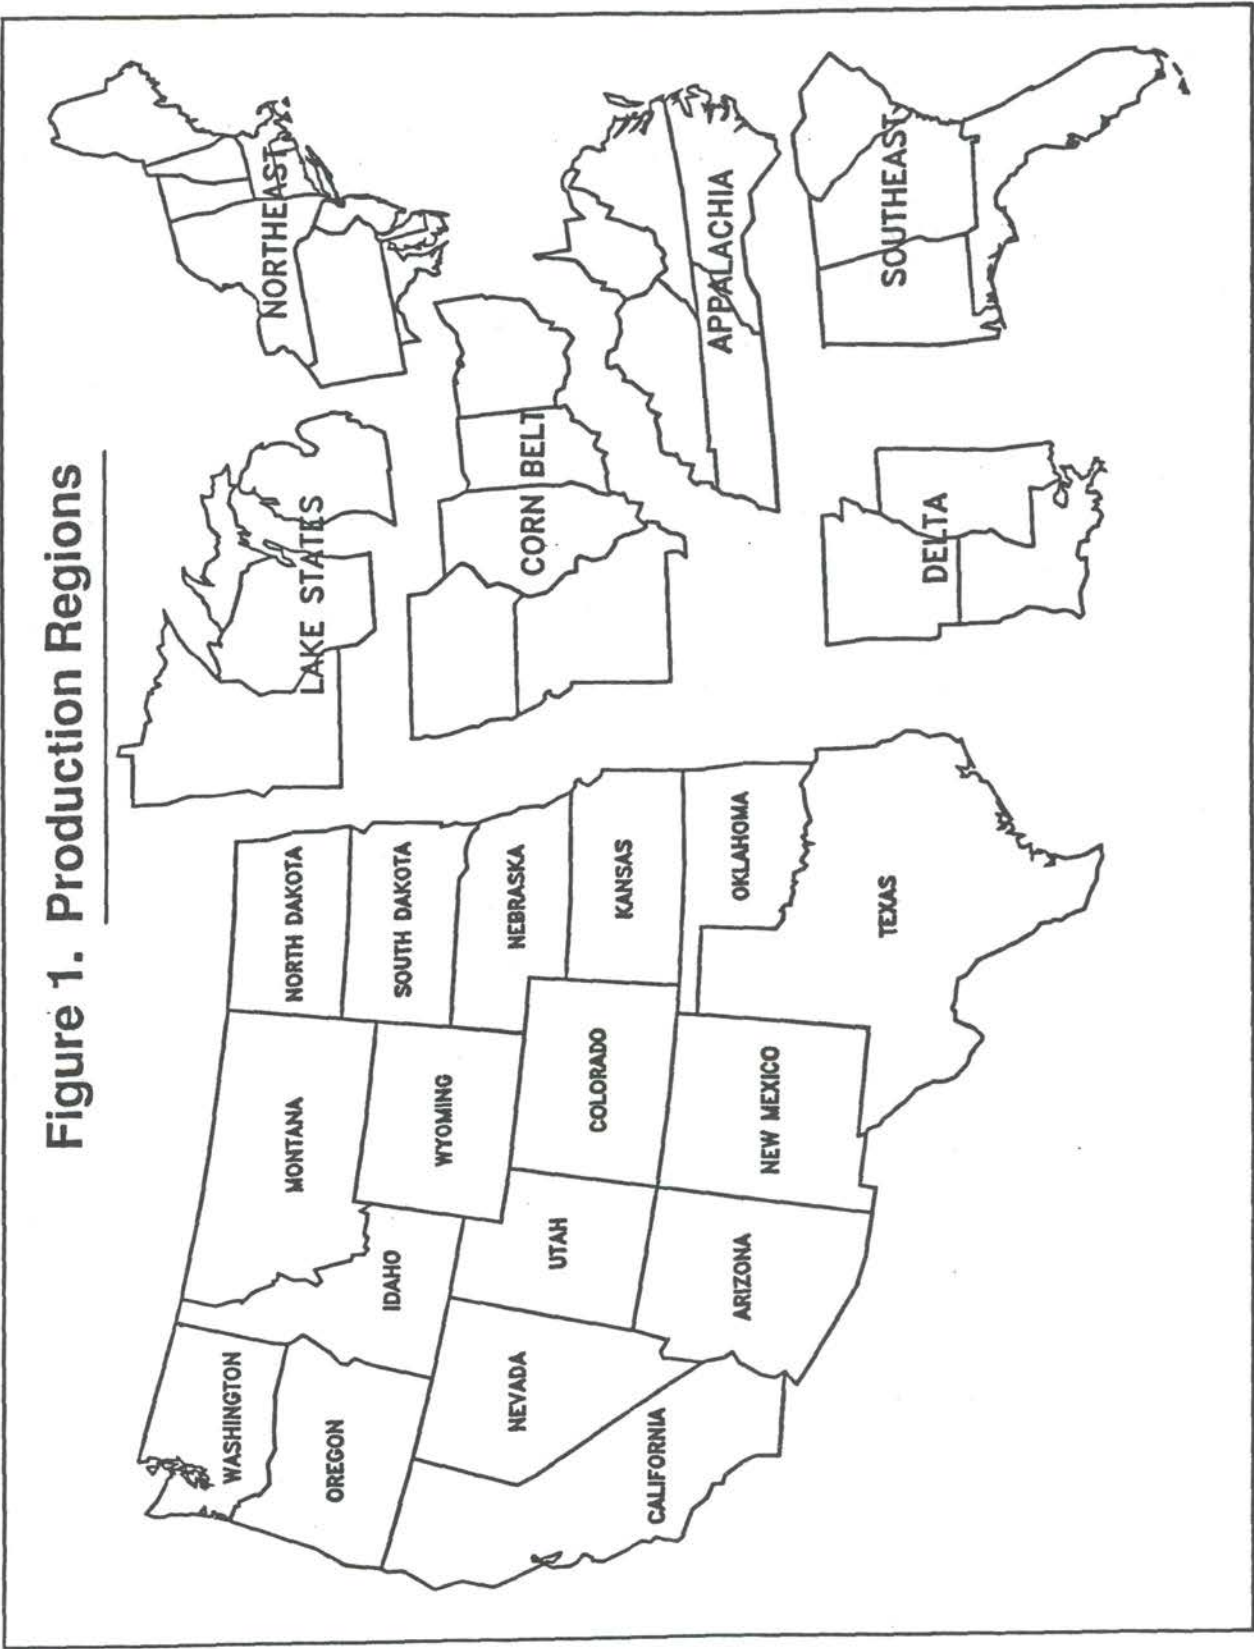 Figure 1. Production Regions
WASHINGTON
OREGON
IDAHO
MONTANA
NORTH DAKOTA
SOUTH DAKOTA
WYOMING
NEBRASKA
NEVADA
UTAH
COLORADO
KANSAS
CALIFORNIA
ARIZONA
NEW MEXICO
OKLAHOMA
TEXAS
LAKE STATES
CORN BELT
NORTHEAST
APPALACHIA
SOUTHEAST
DELTA